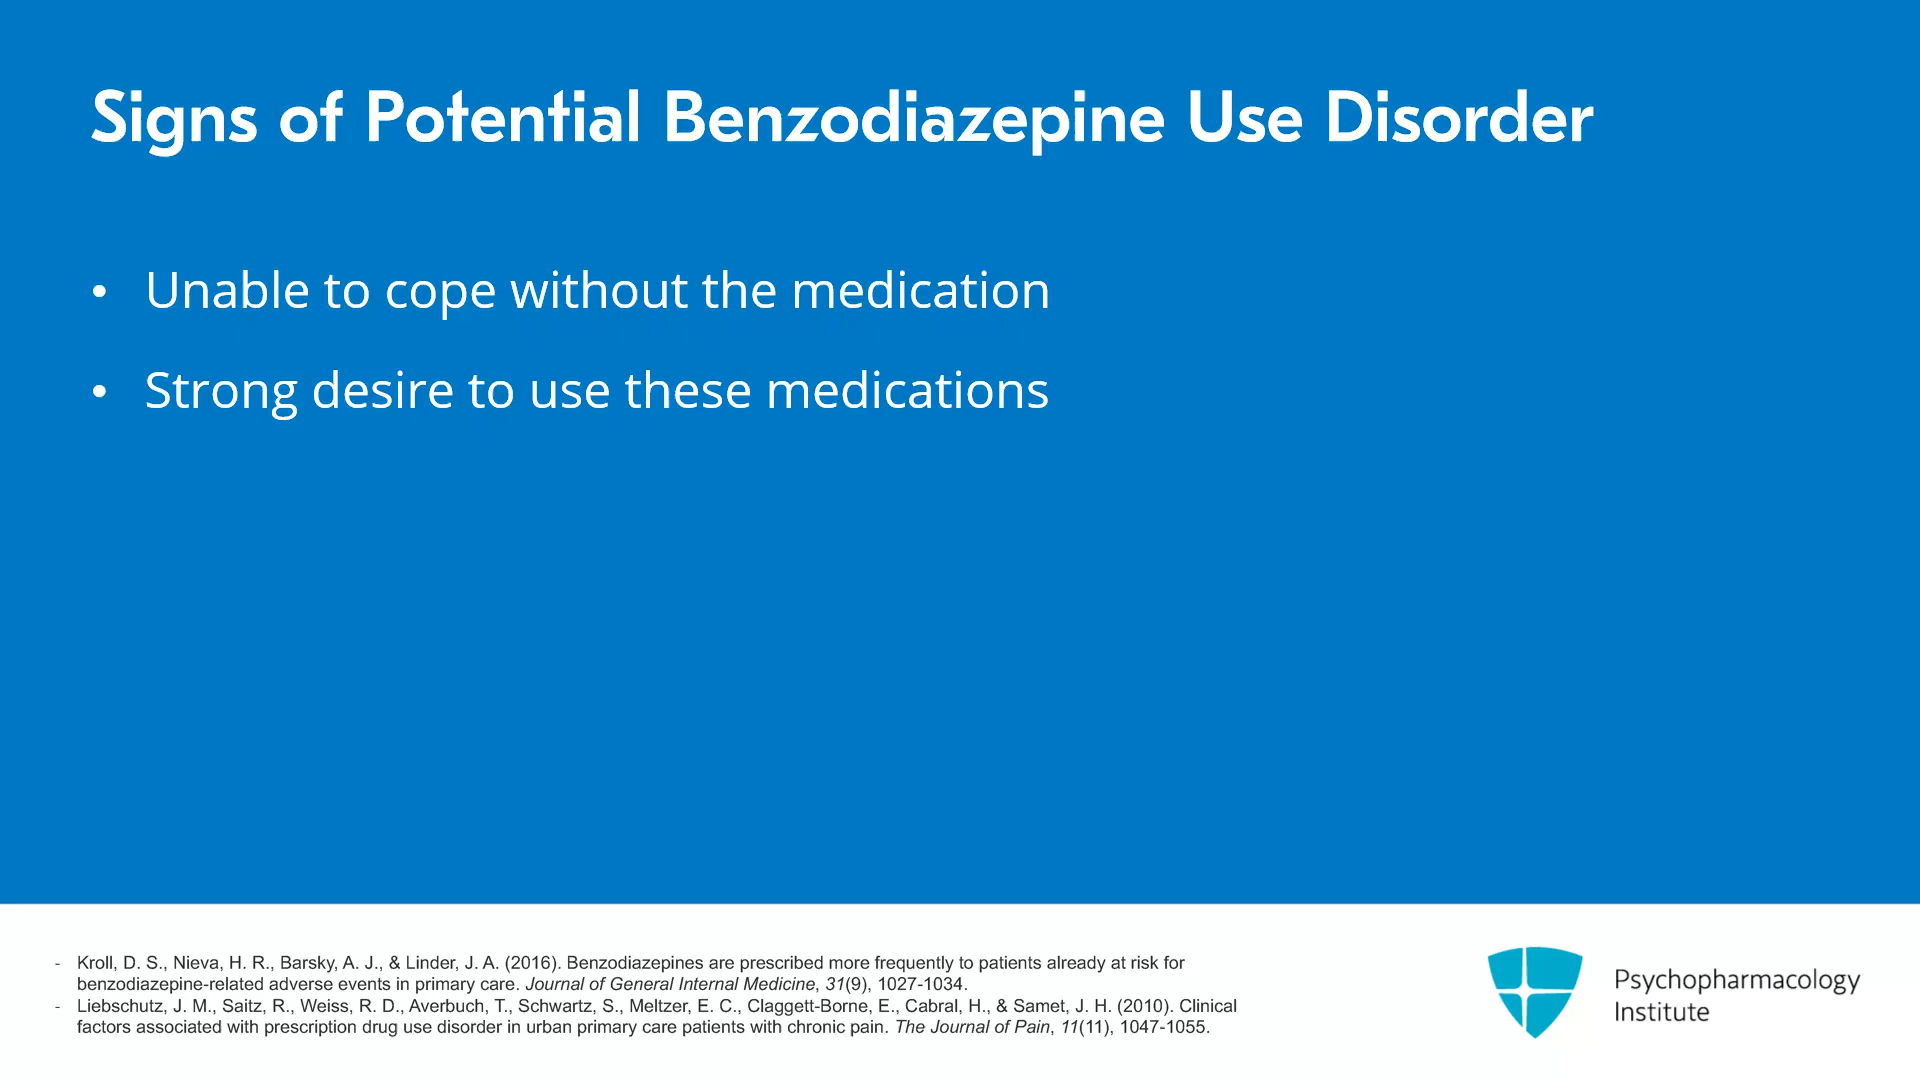 Signs of Potential Benzodiazepine Use Disorder
• Unable to cope without the medication
• Strong desire to use these medications
- Kroll, D. S., Nieva, H. R., Barsky, A. J., & Linder, J. A. (2016). Benzodiazepines are prescribed more frequently to patients already at risk for
benzodiazepine-related adverse events in primary care. Journal of General Internal Medicine, 31(9), 1027-1034.
- Liebschutz, J. M., Saitz, R., Weiss, R. D., Averbuch, T., Schwartz, S., Meltzer, E. C., Claggett-Borne, E., Cabral, H., & Samet, J. H. (2010). Clinical
factors associated with prescription drug use disorder in urban primary care patients with chronic pain. The Journal of Pain, 11(11), 1047-1055.
Psychopharmacology
Institute